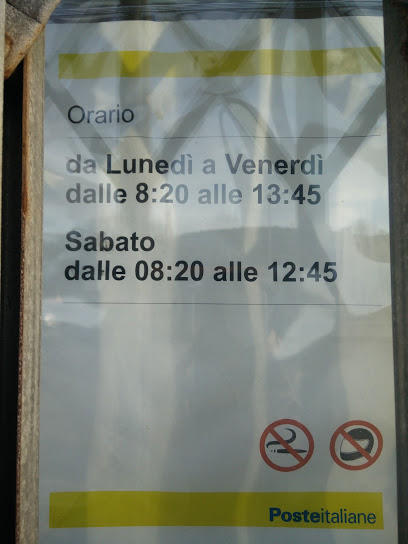 Orario
da Lunedì a Venerdì
dalle 8:20 alle 13:45
Sabato
dalle 08:20 alle 12:45
Posteitaliane